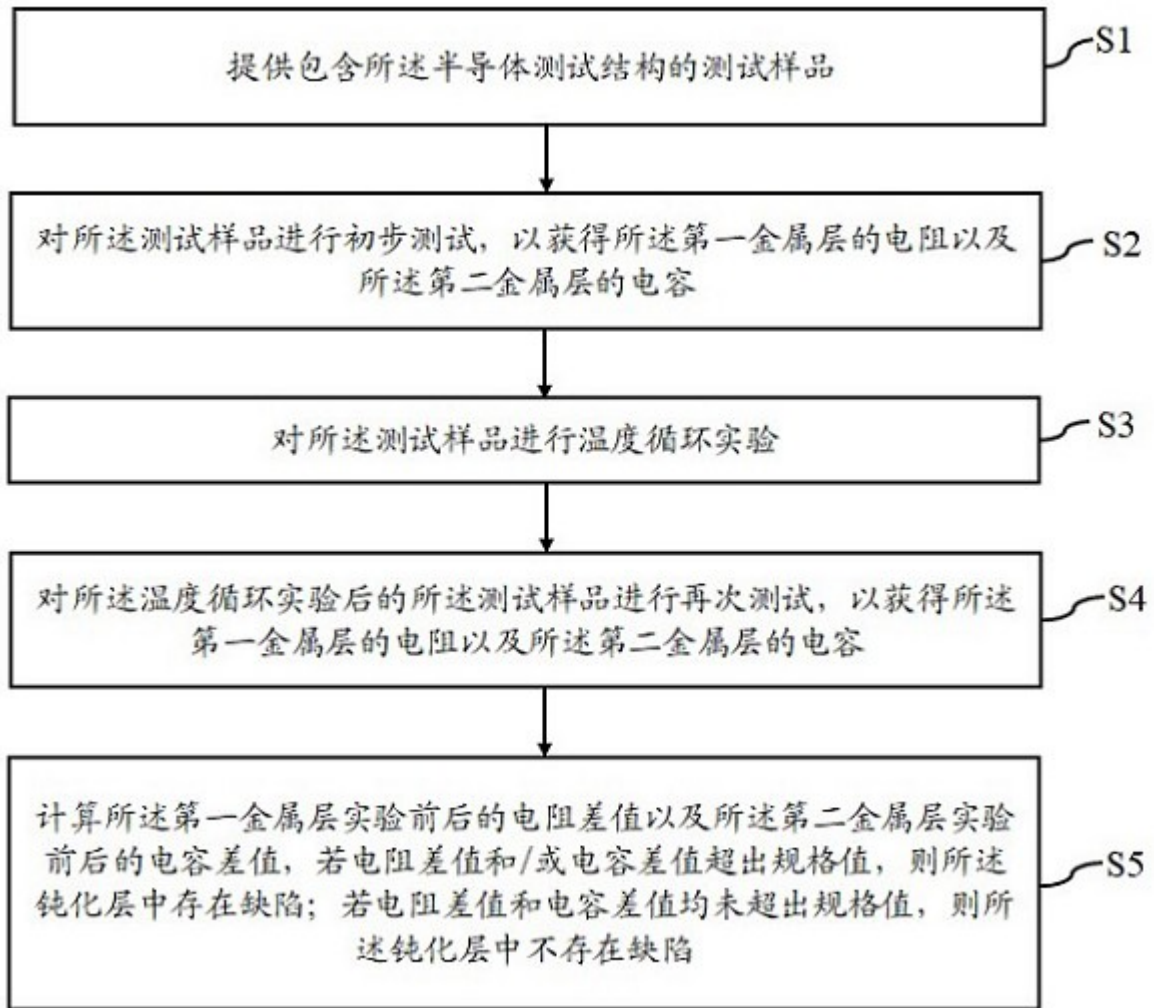 提供包含所述半导体测试结构的测试样品
S1
对所述测试样品进行初步测试，以获得所述第一金属层的电阻以及
所述第二金属层的电容
S2
对所述测试样品进行温度循环实验
S3
对所述温度循环实验后的所述测试样品进行再次测试，以获得所述
第一金属层的电阻以及所述第二金属层的电容
S4
计算所述第一金属层实验前后的电阻差值以及所述第二金属层实验
前后的电容差值，若电阻差值和/或电容差值超出规格值，则所述
钝化层中存在缺陷；若电阻差值和电容差值均未超出规格值，则所
述钝化层中不存在缺陷
S5